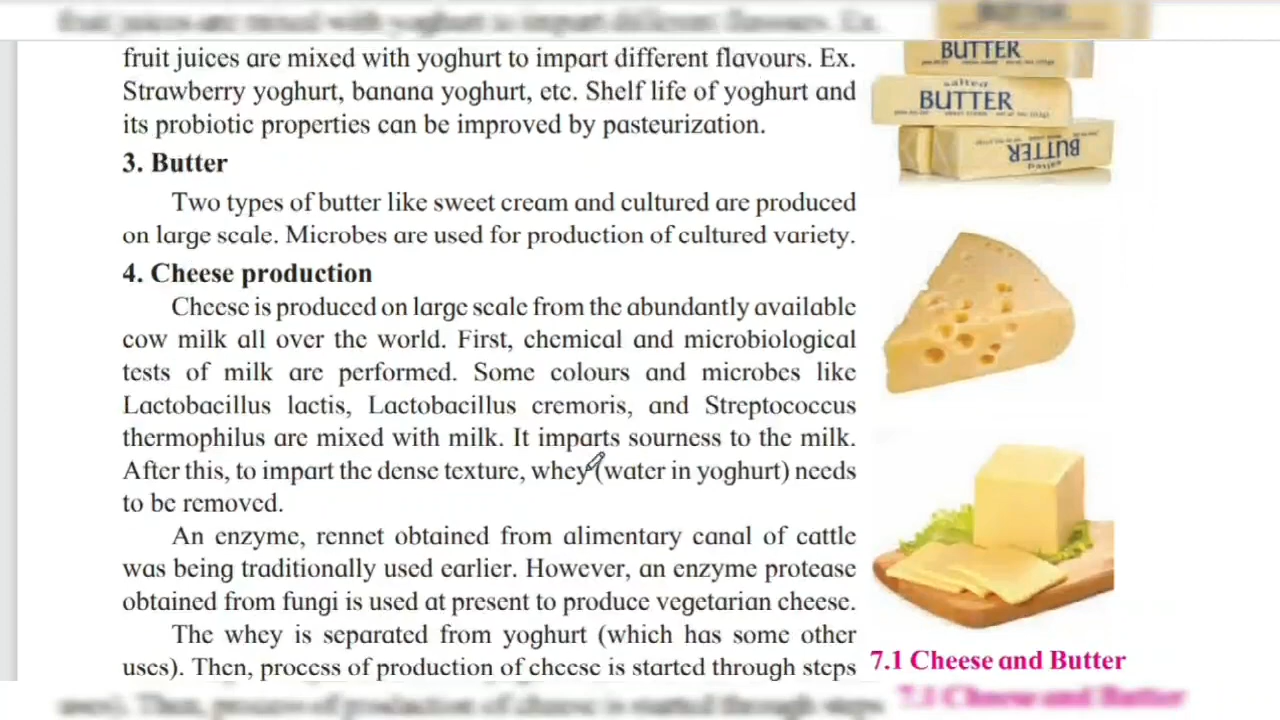 fruit juices are mixed with yoghurt to impart different flavours. Ex.
Strawberry yoghurt, banana yoghurt, etc. Shelf life of yoghurt and
its probiotic properties can be improved by pasteurization.
3. Butter
Two types of butter like sweet cream and cultured are produced
on large scale. Microbes are used for production of cultured variety.
4. Cheese production
Cheese is produced on large scale from the abundantly available
cow milk all over the world. First, chemical and microbiological
tests of milk are performed. Some colours and microbes like
Lactobacillus lactis, Lactobacillus cremoris, and Streptococcus
thermophilus are mixed with milk. It imparts sourness to the milk.
After this, to impart the dense texture, whey (water in yoghurt) needs
to be removed.
An enzyme, rennet obtained from alimentary canal of cattle
was being traditionally used earlier. However, an enzyme protease
obtained from fungi is used at present to produce vegetarian cheese.
The whey is separated from yoghurt (which has some other
uses). Then, process of production of cheese is started through steps
BUTTER
salted
BUTTER
BUTTER
7.1 Cheese and Butter